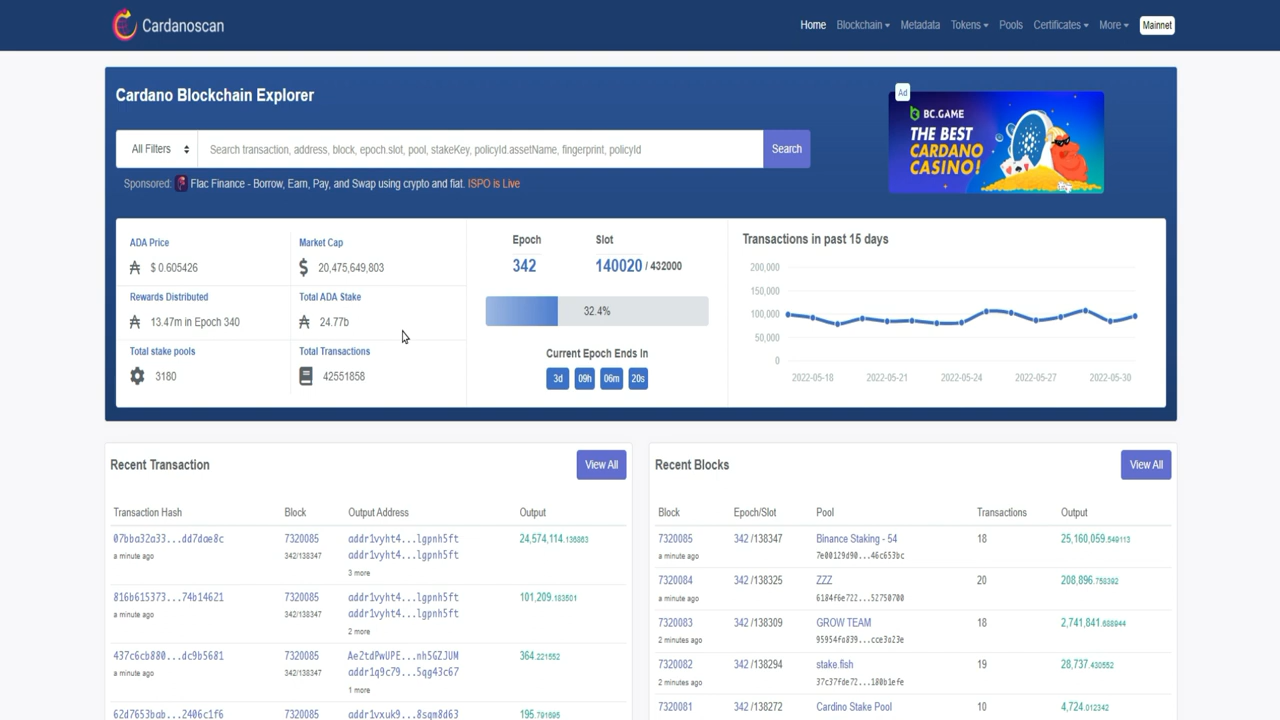 Cardanoscan
Home Blockchain Metadata Tokens Pools Certificates More Mainnet
Cardano Blockchain Explorer
All Filters Search transaction, address, block, epoch.slot, pool, stakeKey, policyId.assetName, fingerprint, policyId Search
Sponsored: Flac Finance - Borrow, Earn, Pay, and Swap using crypto and fiat. ISPO is Live
Ad
BC.GAME
THE BEST
CARDANO
CASINO!
ADA Price
$ 0.605426
Market Cap
$ 20,475,649,803
Rewards Distributed
13.47m in Epoch 340
Total ADA Stake
24.77b
Total stake pools
3180
Total Transactions
42551858
Epoch Slot
342 140020 / 432000
32.4%
Current Epoch Ends In
3d 09h 06m 20s
Transactions in past 15 days
200,000
150,000
100,000
50,000
0
2022-05-18 2022-05-21 2022-05-24 2022-05-27 2022-05-30
Recent Transaction View All
Transaction Hash Block Output Address Output
07bba32a33...dd7dae8c 7320085 addr1vyht4...lgpnh5ft 24,574,114.136863
a minute ago 342/138347 addr1vyht4...lgpnh5ft
3 more
816b615373...74b14621 7320085 addr1vyht4...lgpnh5ft 101,209.183501
a minute ago 342/138347 addr1vyht4...lgpnh5ft
2 more
437c6cb880...dc9b5681 7320085 Ae2tdPwUPE...nh5GZJUM 364.221552
a minute ago 342/138347 addr1q9c79...5qg43c67
1 more
62d7653bab...2406c1f6 7320085 addr1vxuk9...8sqm8d63 195.791695
Recent Blocks View All
Block Epoch/Slot Pool Transactions Output
7320085 342 /138347 Binance Staking - 54 18 25,160,059.549113
a minute ago 7e00129d90...46c653bc
7320084 342 /138325 ZZZ 20 208,896.758392
a minute ago 6184f6e722...52750700
7320083 342 /138309 GROW TEAM 18 2,741,841.688944
2 minutes ago 95954fa839...cce3a23e
7320082 342 /138294 stake.fish 19 28,737.430552
2 minutes ago 37c37fde72...180b1efe
7320081 342 /138272 Cardino Stake Pool 10 4,724.012342